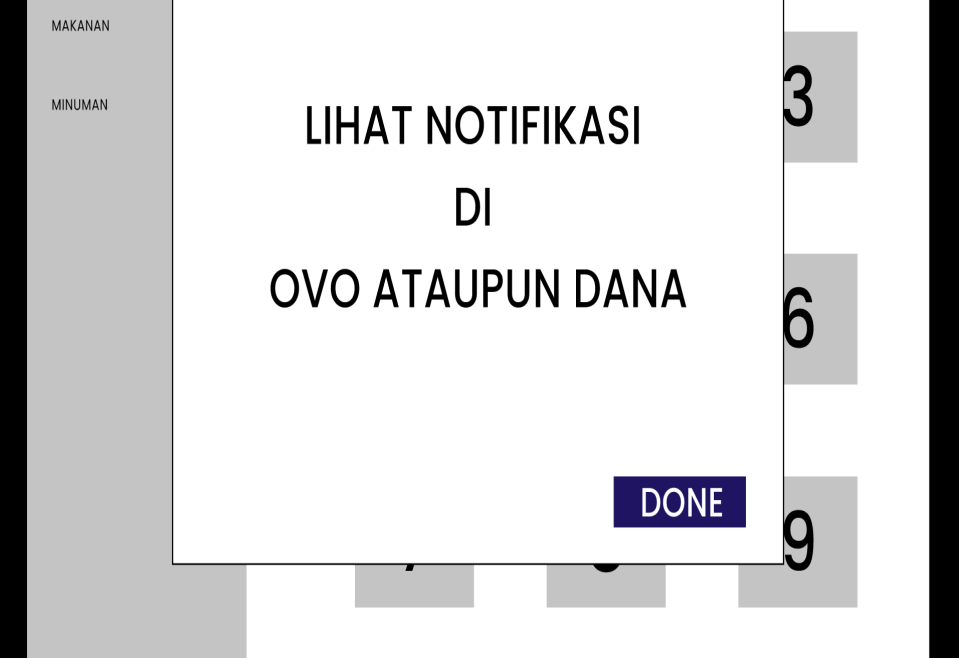 MAKANAN
MINUMAN
LIHAT NOTIFIKASI
DI
OVO ATAUPUN DANA
DONE
3
6
9